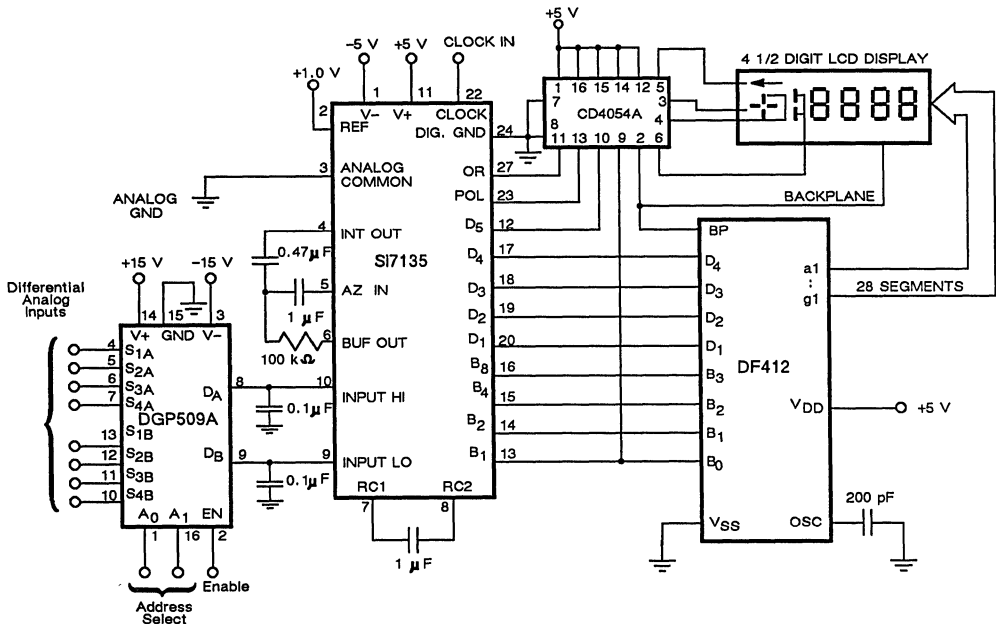 +5 V
-5 V
+5 V
CLOCK IN
4 1/2 DIGIT LCD DISPLAY
+1.0 V
1
11
22
2
V-
V+
CLOCK
REF
DIG. GND
24
1
16
15
14
12
5
7
CD4054A
3
8
4
11
13
10
9
2
6
3
ANALOG
COMMON
OR
27
POL
23
ANALOG
GND
BACKPLANE
D5
12
BP
4
INT OUT
0.47μF
SI7135
D4
17
D4
a1
⋮
g1
28 SEGMENTS
5
AZ IN
1 μF
D3
18
D3
+15 V
-15 V
Differential
Analog
Inputs
D2
19
D2
14
15
3
V+
GND
V-
6
BUF OUT
100 kΩ
D1
20
D1
4
S1A
5
S2A
6
S3A
7
S4A
DGP509A
DA
8
10
INPUT HI
0.1μF
B8
16
B3
DF412
B4
15
B2
VDD
+5 V
13
S1B
12
S2B
11
S3B
10
S4B
B2
14
B1
DB
9
9
INPUT LO
0.1μF
B1
13
B0
RC1
RC2
7
8
1 μF
200 pF
VSS
OSC
A0
A1
EN
1
16
2
Enable
Address
Select